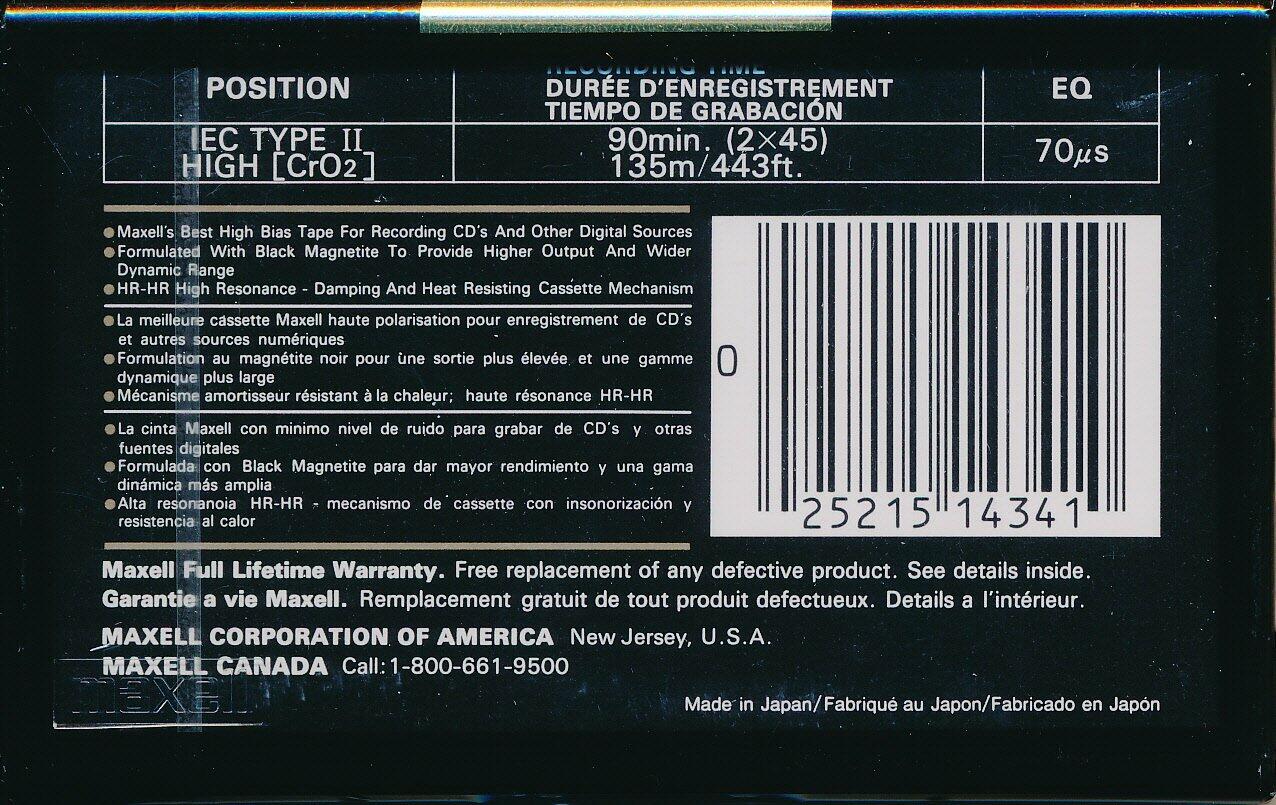 RECORDING TIME
POSITION DURÉE D'ENREGISTREMENT EQ
TIEMPO DE GRABACIÓN
IEC TYPE II 90min. (2×45) 70µs
HIGH [CrO2] 135m/443ft.
●Maxell's Best High Bias Tape For Recording CD's And Other Digital Sources
●Formulated With Black Magnetite To Provide Higher Output And Wider
Dynamic Range
●HR-HR High Resonance - Damping And Heat Resisting Cassette Mechanism
●La meilleure cassette Maxell haute polarisation pour enregistrement de CD's
et autres sources numériques
●Formulation au magnétite noir pour ùne sortie plus élevée et une gamme
dynamique plus large
●Mécanisme amortisseur résistant à la chaleur; haute résonance HR-HR
●La cinta Maxell con minimo nivel de ruido para grabar de CD's y otras
fuentes digitales
●Formulada con Black Magnetite para dar mayor rendimiento y una gama
dinámica más amplia
●Alta resonanoia HR-HR - mecanismo de cassette con insonorización y
resistencia al calor
0
25215 14341
Maxell Full Lifetime Warranty. Free replacement of any defective product. See details inside.
Garantie a vie Maxell. Remplacement gratuit de tout produit defectueux. Details a l'intérieur.
MAXELL CORPORATION OF AMERICA New Jersey, U.S.A.
MAXELL CANADA Call:1-800-661-9500
maxell
Made in Japan/Fabriqué au Japon/Fabricado en Japón